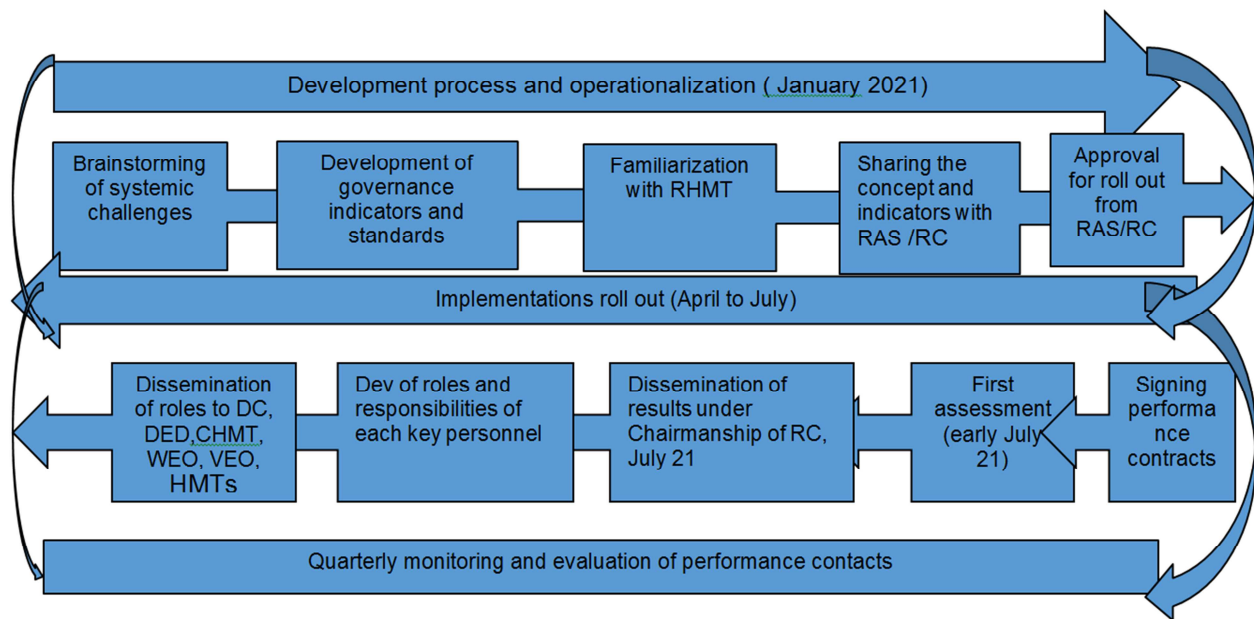 Development process and operationalization ( January 2021)
Brainstorming
of systemic
challenges
Development of
governance
indicators and
standards
Familiarization
with RHMT
Sharing the
concept and
indicators with
RAS /RC
Approval
for roll out
from
RAS/RC
Implementations roll out (April to July)
Dissemination
of roles to DC,
DED,CHMT,
WEO, VEO,
HMTs
Dev of roles and
responsibilities of
each key personnel
Dissemination of
results under
Chairmanship of RC,
July 21
First
assessment
(early July
21)
Signing
performa
nce
contracts
Quarterly monitoring and evaluation of performance contacts